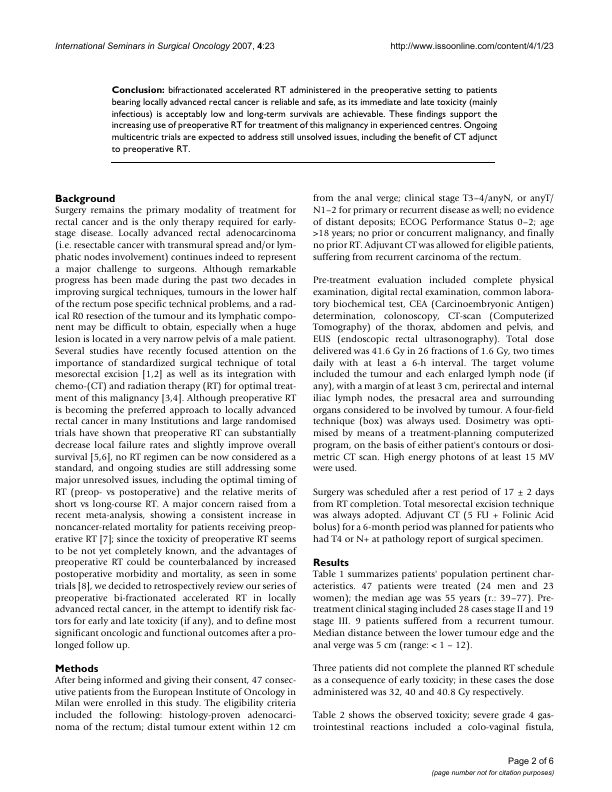 International Seminars in Surgical Oncology 2007, 4:23
http://www.issoonline.com/content/4/1/23
Conclusion: bifractionated accelerated RT administered in the preoperative setting to patients
bearing locally advanced rectal cancer is reliable and safe, as its immediate and late toxicity (mainly
infectious) is acceptably low and long-term survivals are achievable. These findings support the
increasing use of preoperative RT for treatment of this malignancy in experienced centres. Ongoing
multicentric trials are expected to address still unsolved issues, including the benefit of CT adjunct
to preoperative RT.
Background
Surgery remains the primary modality of treatment for
rectal cancer and is the only therapy required for early-
stage disease. Locally advanced rectal adenocarcinoma
(i.e. resectable cancer with transmural spread and/or lym-
phatic nodes involvement) continues indeed to represent
a major challenge to surgeons. Although remarkable
progress has been made during the past two decades in
improving surgical techniques, tumours in the lower half
of the rectum pose specific technical problems, and a rad-
ical R0 resection of the tumour and its lymphatic compo-
nent may be difficult to obtain, especially when a huge
lesion is located in a very narrow pelvis of a male patient.
Several studies have recently focused attention on the
importance of standardized surgical technique of total
mesorectal excision [1,2] as well as its integration with
chemo-(CT) and radiation therapy (RT) for optimal treat-
ment of this malignancy [3,4]. Although preoperative RT
is becoming the preferred approach to locally advanced
rectal cancer in many Institutions and large randomised
trials have shown that preoperative RT can substantially
decrease local failure rates and slightly improve overall
survival [5,6], no RT regimen can be now considered as a
standard, and ongoing studies are still addressing some
major unresolved issues, including the optimal timing of
RT (preop- vs postoperative) and the relative merits of
short vs long-course RT. A major concern raised from a
recent meta-analysis, showing a consistent increase in
noncancer-related mortality for patients receiving preop-
erative RT [7]; since the toxicity of preoperative RT seems
to be not yet completely known, and the advantages of
preoperative RT could be counterbalanced by increased
postoperative morbidity and mortality, as seen in some
trials [8], we decided to retrospectively review our series of
preoperative bi-fractionated accelerated RT in locally
advanced rectal cancer, in the attempt to identify risk fac-
tors for early and late toxicity (if any), and to define most
significant oncologic and functional outcomes after a pro-
longed follow up.
Methods
After being informed and giving their consent, 47 consec-
utive patients from the European Institute of Oncology in
Milan were enrolled in this study. The eligibility criteria
included the following: histology-proven adenocarci-
noma of the rectum; distal tumour extent within 12 cm
from the anal verge; clinical stage T3–4/anyN, or anyT/
N1–2 for primary or recurrent disease as well; no evidence
of distant deposits; ECOG Performance Status 0–2; age
>18 years; no prior or concurrent malignancy, and finally
no prior RT. Adjuvant CT was allowed for eligible patients,
suffering from recurrent carcinoma of the rectum.
Pre-treatment evaluation included complete physical
examination, digital rectal examination, common labora-
tory biochemical test, CEA (Carcinoembryonic Antigen)
determination, colonoscopy, CT-scan (Computerized
Tomography) of the thorax, abdomen and pelvis, and
EUS (endoscopic rectal ultrasonography). Total dose
delivered was 41.6 Gy in 26 fractions of 1.6 Gy, two times
daily with at least a 6-h interval. The target volume
included the tumour and each enlarged lymph node (if
any), with a margin of at least 3 cm, perirectal and internal
iliac lymph nodes, the presacral area and surrounding
organs considered to be involved by tumour. A four-field
technique (box) was always used. Dosimetry was opti-
mised by means of a treatment-planning computerized
program, on the basis of either patient's contours or dosi-
metric CT scan. High energy photons of at least 15 MV
were used.
Surgery was scheduled after a rest period of 17 ± 2 days
from RT completion. Total mesorectal excision technique
was always adopted. Adjuvant CT (5 FU + Folinic Acid
bolus) for a 6-month period was planned for patients who
had T4 or N+ at pathology report of surgical specimen.
Results
Table 1 summarizes patients' population pertinent char-
acteristics. 47 patients were treated (24 men and 23
women); the median age was 55 years (r.: 39–77). Pre-
treatment clinical staging included 28 cases stage II and 19
stage III. 9 patients suffered from a recurrent tumour.
Median distance between the lower tumour edge and the
anal verge was 5 cm (range: < 1 – 12).
Three patients did not complete the planned RT schedule
as a consequence of early toxicity; in these cases the dose
administered was 32, 40 and 40.8 Gy respectively.
Table 2 shows the observed toxicity; severe grade 4 gas-
trointestinal reactions included a colo-vaginal fistula,
Page 2 of 6
(page number not for citation purposes)